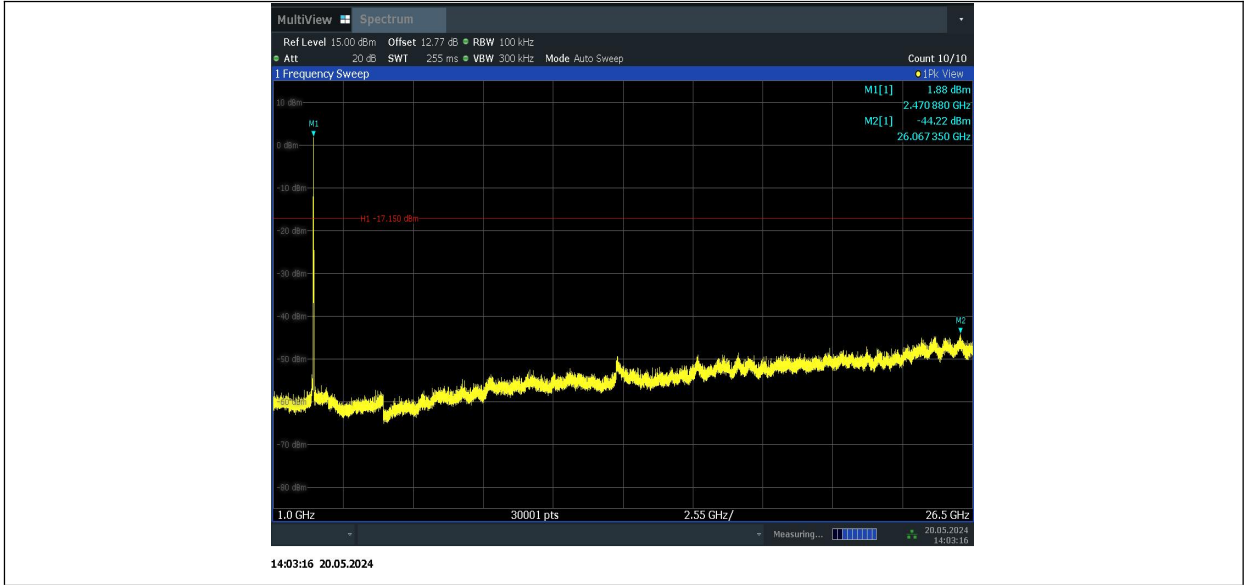 MultiView Spectrum
Ref Level 15.00 dBm Offset 12.77 dB RBW 100 kHz
Att 20 dB SWT 255 ms VBW 300 kHz Mode Auto Sweep Count 10/10
1 Frequency Sweep 1Pk View
M1[1] 1.88 dBm
2.470 880 GHz
M2[1] -44.22 dBm
26.067 350 GHz
10 dBm
M1
0 dBm
-10 dBm
H1 -17.150 dBm
-20 dBm
-30 dBm
-40 dBm
M2
-50 dBm
-60 dBm
-70 dBm
-80 dBm
1.0 GHz 30001 pts 2.55 GHz/ 26.5 GHz
Measuring... 20.05.2024
14:03:16
14:03:16 20.05.2024